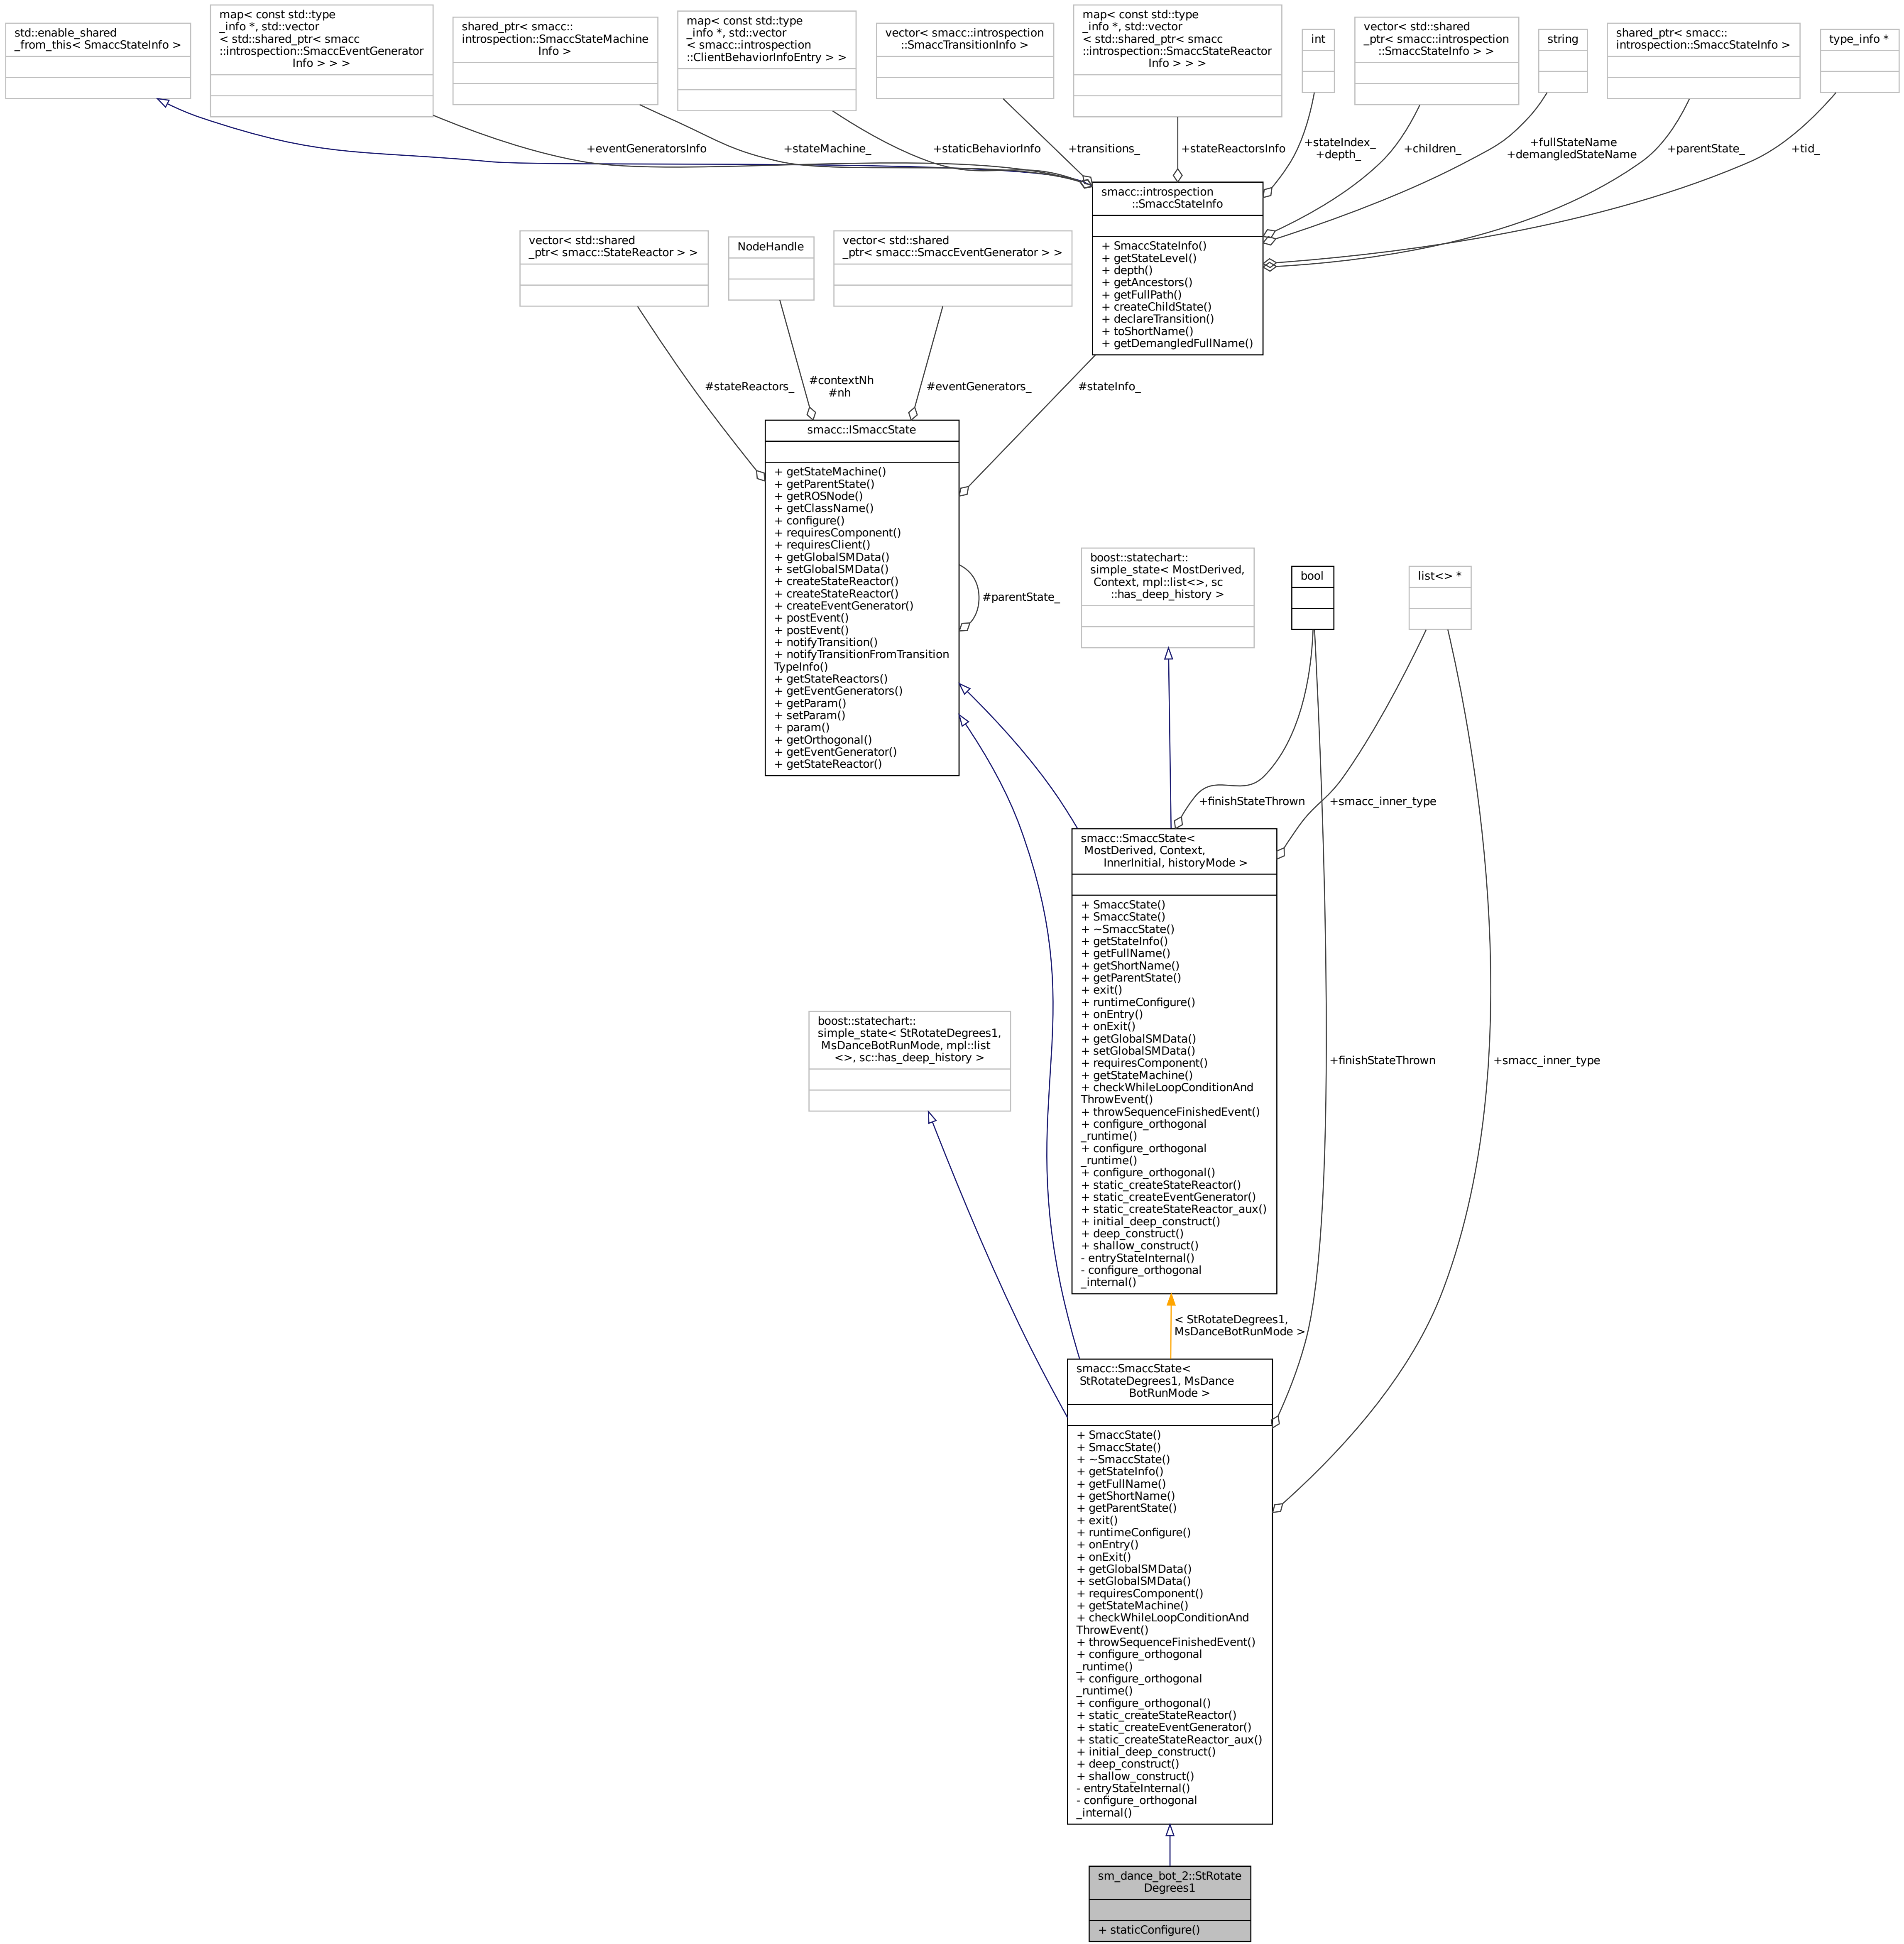 std::enable_shared
_from_this< SmaccStateInfo >
map< const std::type
_info *, std::vector
< std::shared_ptr< smacc
::introspection::SmaccEventGenerator
Info > > >
shared_ptr< smacc::
introspection::SmaccStateMachine
Info >
map< const std::type
_info *, std::vector
< smacc::introspection
::ClientBehaviorInfoEntry > >
vector< smacc::introspection
::SmaccTransitionInfo >
map< const std::type
_info *, std::vector
< std::shared_ptr< smacc
::introspection::SmaccStateReactor
Info > > >
int
vector< std::shared
_ptr< smacc::introspection
::SmaccStateInfo > >
string
shared_ptr< smacc::
introspection::SmaccStateInfo >
type_info *
+eventGeneratorsInfo
+stateMachine_
+staticBehaviorInfo
+transitions_
+stateReactorsInfo
+stateIndex_
+depth_
+children_
+fullStateName
+demangledStateName
+parentState_
+tid_
smacc::introspection
::SmaccStateInfo
+ SmaccStateInfo()
+ getStateLevel()
+ depth()
+ getAncestors()
+ getFullPath()
+ createChildState()
+ declareTransition()
+ toShortName()
+ getDemangledFullName()
vector< std::shared
_ptr< smacc::StateReactor > >
NodeHandle
vector< std::shared
_ptr< smacc::SmaccEventGenerator > >
#stateReactors_
#contextNh
#nh
#eventGenerators_
#stateInfo_
smacc::ISmaccState
+ getStateMachine()
+ getParentState()
+ getROSNode()
+ getClassName()
+ configure()
+ requiresComponent()
+ requiresClient()
+ getGlobalSMData()
+ setGlobalSMData()
+ createStateReactor()
+ createStateReactor()
+ createEventGenerator()
+ postEvent()
+ postEvent()
+ notifyTransition()
+ notifyTransitionFromTransition
TypeInfo()
+ getStateReactors()
+ getEventGenerators()
+ getParam()
+ setParam()
+ param()
+ getOrthogonal()
+ getEventGenerator()
+ getStateReactor()
#parentState_
boost::statechart::
simple_state< MostDerived,
Context, mpl::list<>, sc
::has_deep_history >
bool
list<> *
+finishStateThrown
+smacc_inner_type
smacc::SmaccState<
MostDerived, Context,
InnerInitial, historyMode >
+ SmaccState()
+ SmaccState()
+ ~SmaccState()
+ getStateInfo()
+ getFullName()
+ getShortName()
+ getParentState()
+ exit()
+ runtimeConfigure()
+ onEntry()
+ onExit()
+ getGlobalSMData()
+ setGlobalSMData()
+ requiresComponent()
+ getStateMachine()
+ checkWhileLoopConditionAnd
ThrowEvent()
+ throwSequenceFinishedEvent()
+ configure_orthogonal
_runtime()
+ configure_orthogonal
_runtime()
+ configure_orthogonal()
+ static_createStateReactor()
+ static_createEventGenerator()
+ static_createStateReactor_aux()
+ initial_deep_construct()
+ deep_construct()
+ shallow_construct()
- entryStateInternal()
- configure_orthogonal
_internal()
boost::statechart::
simple_state< StRotateDegrees1,
MsDanceBotRunMode, mpl::list
<>, sc::has_deep_history >
+finishStateThrown
+smacc_inner_type
< StRotateDegrees1,
MsDanceBotRunMode >
smacc::SmaccState<
StRotateDegrees1, MsDance
BotRunMode >
+ SmaccState()
+ SmaccState()
+ ~SmaccState()
+ getStateInfo()
+ getFullName()
+ getShortName()
+ getParentState()
+ exit()
+ runtimeConfigure()
+ onEntry()
+ onExit()
+ getGlobalSMData()
+ setGlobalSMData()
+ requiresComponent()
+ getStateMachine()
+ checkWhileLoopConditionAnd
ThrowEvent()
+ throwSequenceFinishedEvent()
+ configure_orthogonal
_runtime()
+ configure_orthogonal
_runtime()
+ configure_orthogonal()
+ static_createStateReactor()
+ static_createEventGenerator()
+ static_createStateReactor_aux()
+ initial_deep_construct()
+ deep_construct()
+ shallow_construct()
- entryStateInternal()
- configure_orthogonal
_internal()
sm_dance_bot_2::StRotate
Degrees1
+ staticConfigure()